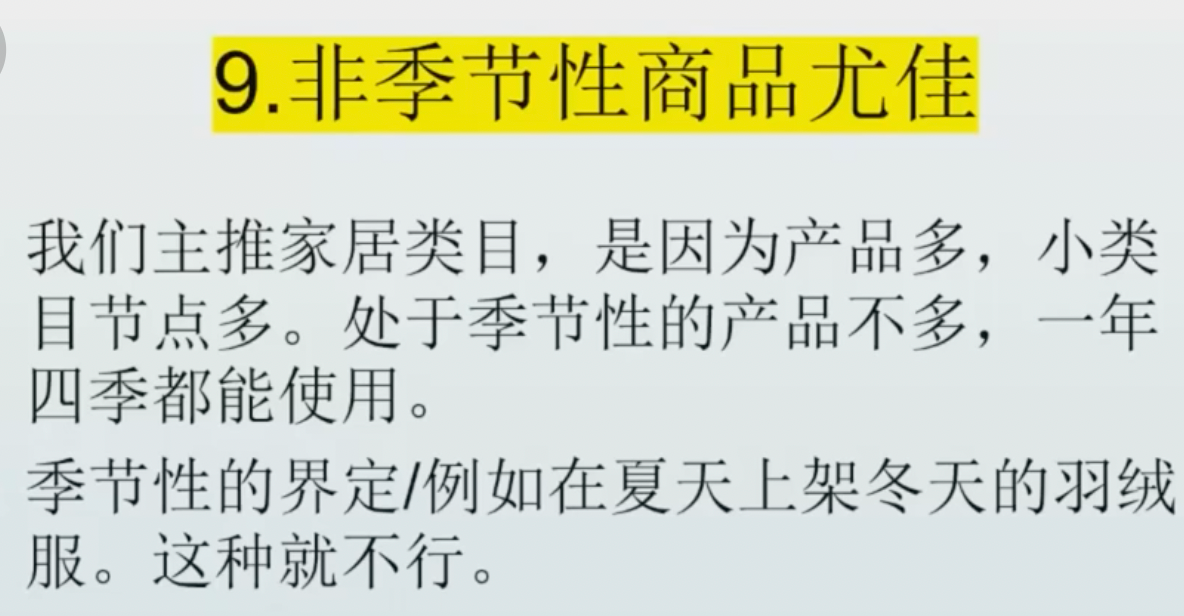 9.非季节性商品尤佳
我们主推家居类目，是因为产品多，小类
目节点多。处于季节性的产品不多，一年
四季都能使用。
季节性的界定/例如在夏天上架冬天的羽绒
服。这种就不行。